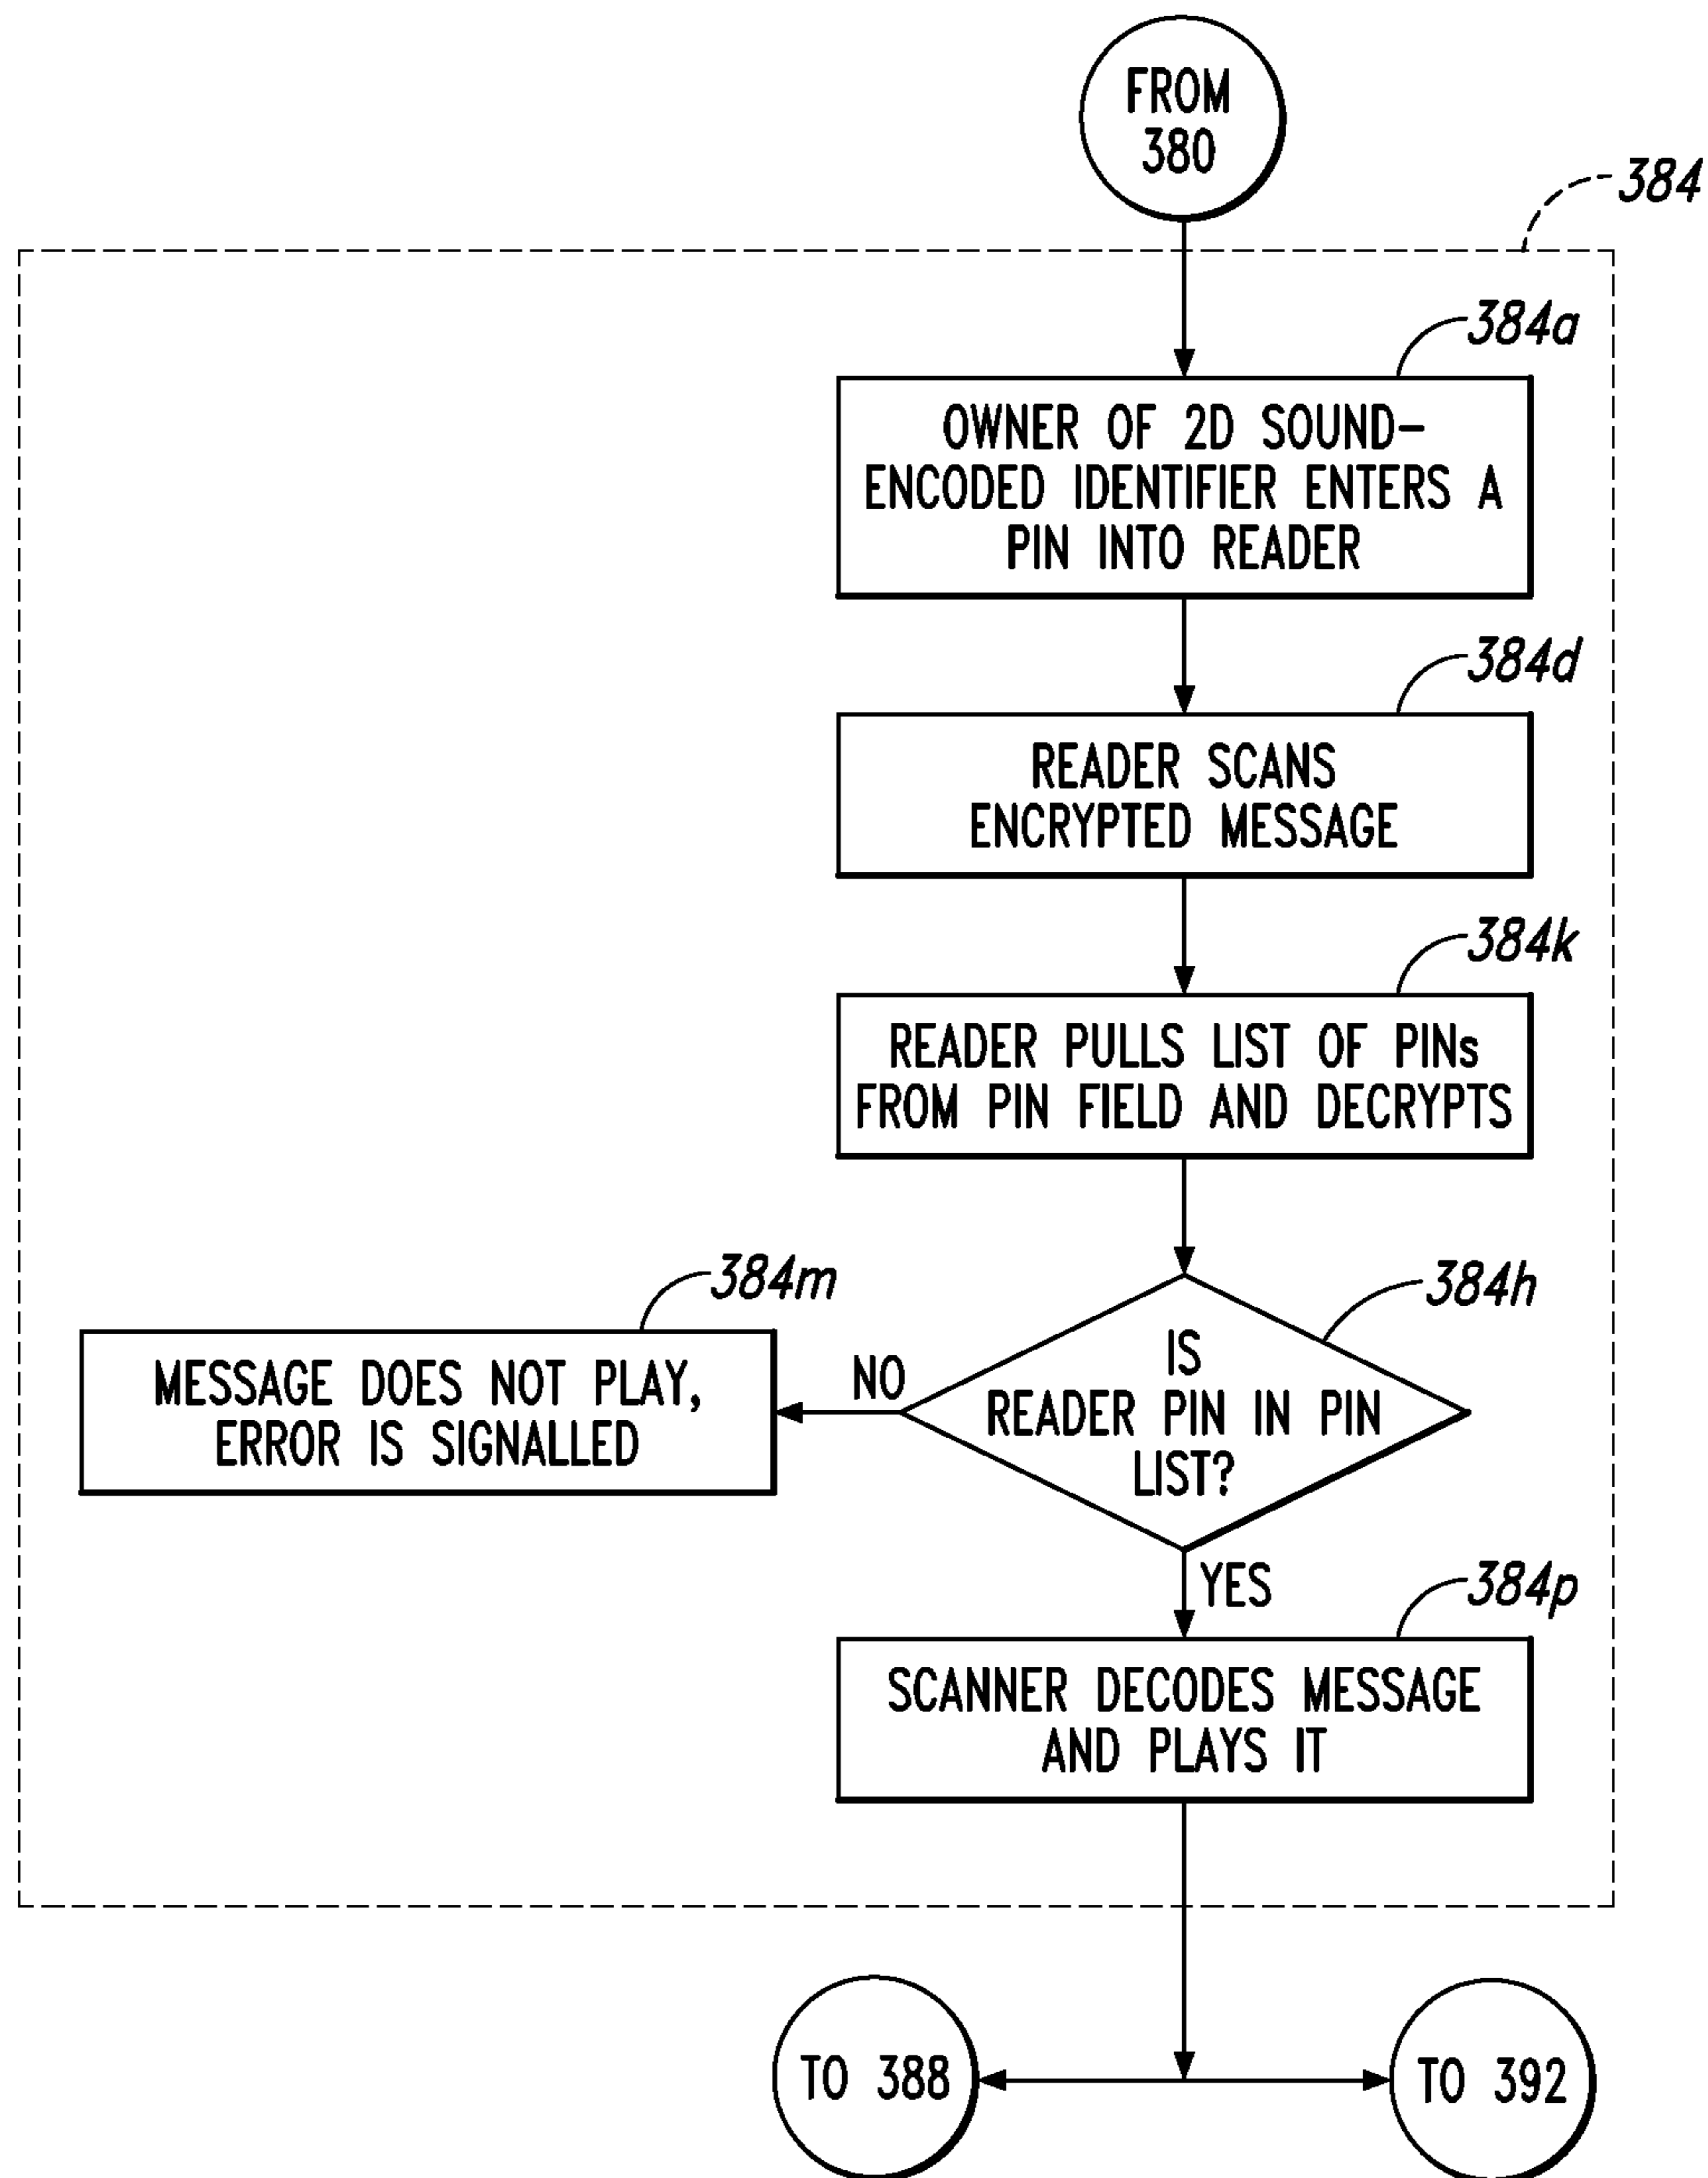 FROM
380
384
384a
OWNER OF 2D SOUND-
ENCODED IDENTIFIER ENTERS A
PIN INTO READER
384d
READER SCANS
ENCRYPTED MESSAGE
384k
READER PULLS LIST OF PINs
FROM PIN FIELD AND DECRYPTS
384m
384h
MESSAGE DOES NOT PLAY,
ERROR IS SIGNALLED
NO
IS
READER PIN IN PIN
LIST?
YES
384p
SCANNER DECODES MESSAGE
AND PLAYS IT
TO 388
TO 392